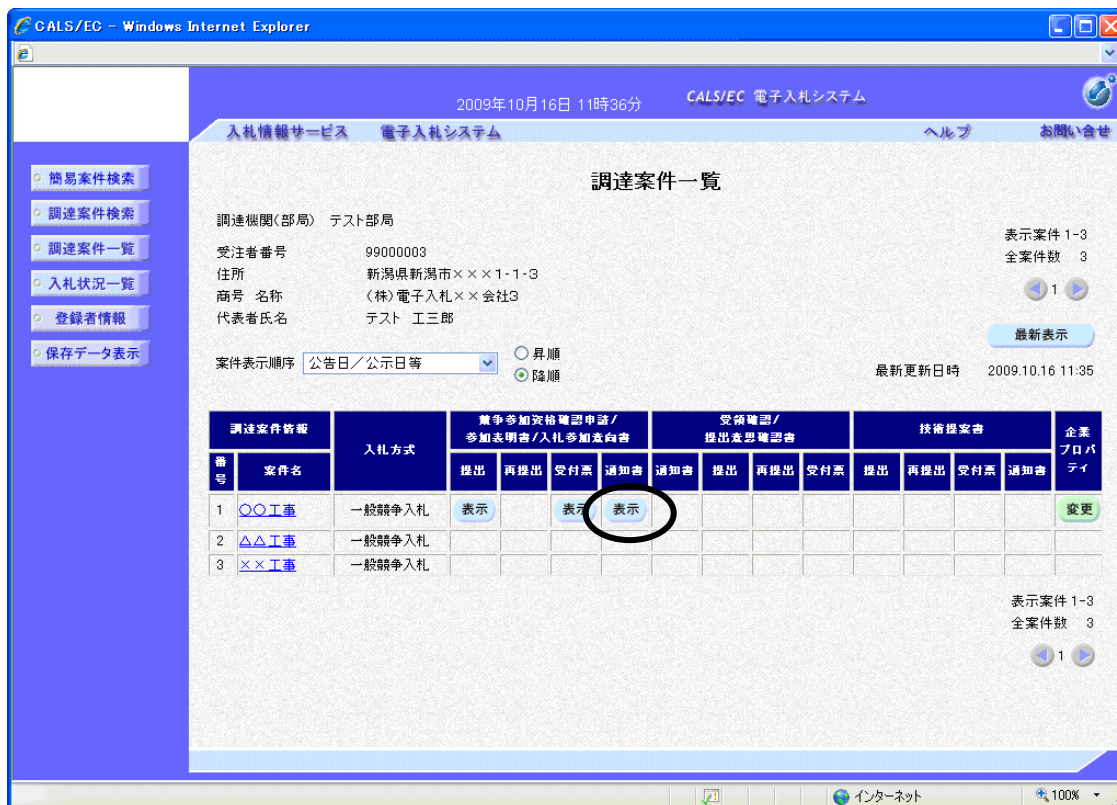 CALS/EC - Windows Internet Explorer
2009年10月16日 11時36分
CALS/EC 電子入札システム
入札情報サービス 電子入札システム ヘルプ お問い合せ
簡易案件検索
調達案件検索
調達案件一覧
入札状況一覧
登録者情報
保存データ表示
調達案件一覧
調達機関(部局) テスト部局
受注者番号 99000003
住所 新潟県新潟市×××1-1-3
商号 名称 (株)電子入札××会社3
代表者氏名 テスト 工三郎
表示案件 1-3
全案件数 3
1
最新表示
案件表示順序 公告日/公示日等
昇順
降順
最新更新日時 2009.10.16 11:35
調達案件情報 入札方式 競争参加資格確認申請/ 受領確認/ 技術提案書 企業
参加表明書/入札参加意向書 提出意思確認書 プロパ
番号 案件名 提出 再提出 受付票 通知書 通知書 提出 再提出 受付票 提出 再提出 受付票 通知書 ティ
1 ○○工事 一般競争入札 表示 表示 表示 変更
2 △△工事 一般競争入札
3 ××工事 一般競争入札
表示案件 1-3
全案件数 3
1
インターネット 100%